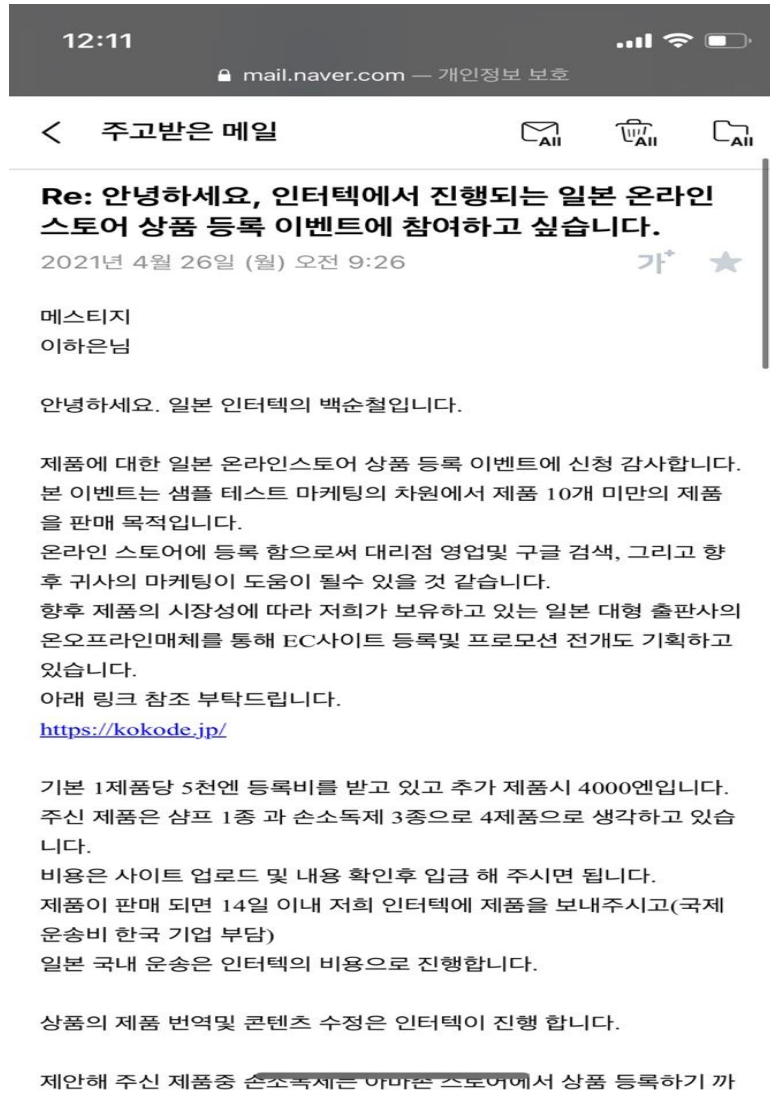 12:11
mail.naver.com — 개인정보 보호
주고받은 메일
All
All
All
Re: 안녕하세요, 인터텍에서 진행되는 일본 온라인
스토어 상품 등록 이벤트에 참여하고 싶습니다.
2021년 4월 26일 (월) 오전 9:26
가+
메스티지
이하은님
안녕하세요. 일본 인터텍의 백순철입니다.
제품에 대한 일본 온라인스토어 상품 등록 이벤트에 신청 감사합니다.
본 이벤트는 샘플 테스트 마케팅의 차원에서 제품 10개 미만의 제품
을 판매 목적입니다.
온라인 스토어에 등록 함으로써 대리점 영업및 구글 검색, 그리고 향
후 귀사의 마케팅이 도움이 될수 있을 것 같습니다.
향후 제품의 시장성에 따라 저희가 보유하고 있는 일본 대형 출판사의
온오프라인매체를 통해 EC사이트 등록및 프로모션 전개도 기획하고
있습니다.
아래 링크 참조 부탁드립니다.
https://kokode.jp/
기본 1제품당 5천엔 등록비를 받고 있고 추가 제품시 4000엔입니다.
주신 제품은 샴프 1종 과 손소독제 3종으로 4제품으로 생각하고 있습
니다.
비용은 사이트 업로드 및 내용 확인후 입금 해 주시면 됩니다.
제품이 판매 되면 14일 이내 저희 인터텍에 제품을 보내주시고(국제
운송비 한국 기업 부담)
일본 국내 운송은 인터텍의 비용으로 진행합니다.
상품의 제품 번역및 콘텐츠 수정은 인터텍이 진행 합니다.
제안해 주신 제품중 손소독제는 아마존 스토어에서 상품 등록하기 까